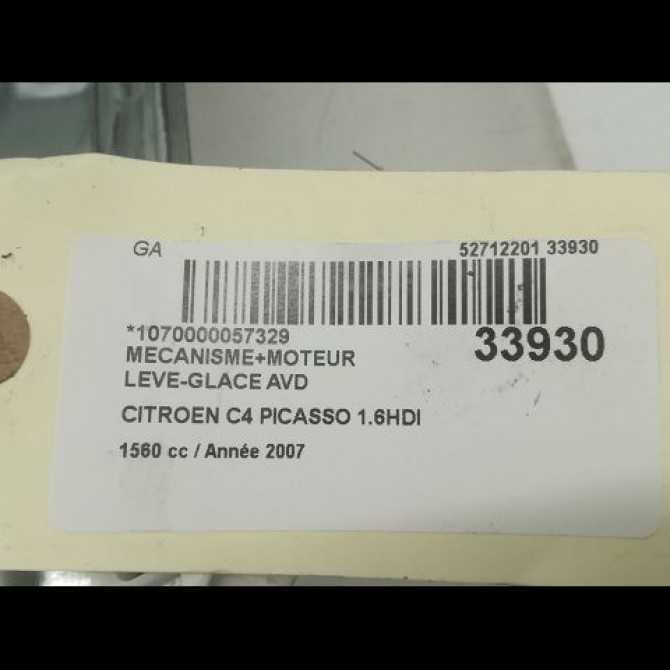 GA 52712201 33930
*1070000057329 33930
MECANISME+MOTEUR
LEVE-GLACE AVD
CITROEN C4 PICASSO 1.6HDI
1560 cc / Année 2007